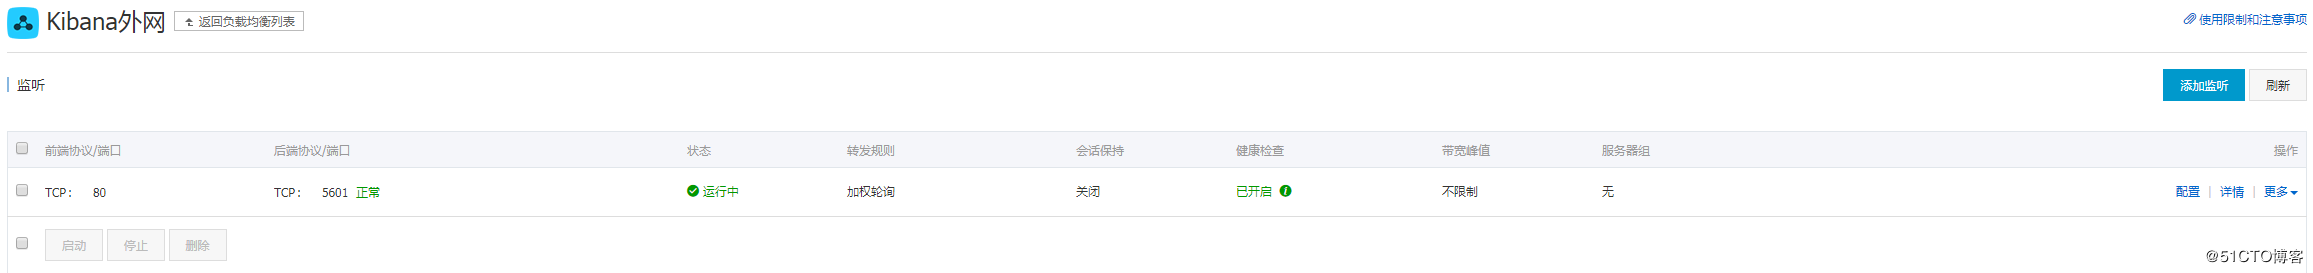 Kibana外网 返回负载均衡列表 使用限制和注意事项
监听 添加监听 刷新
前端协议/端口 后端协议/端口 状态 转发规则 会话保持 健康检查 带宽峰值 服务器组 操作
TCP： 80 TCP： 5601 正常 运行中 加权轮询 关闭 已开启 不限制 无 配置 | 详情 | 更多
启动 停止 删除
@51CTO博客